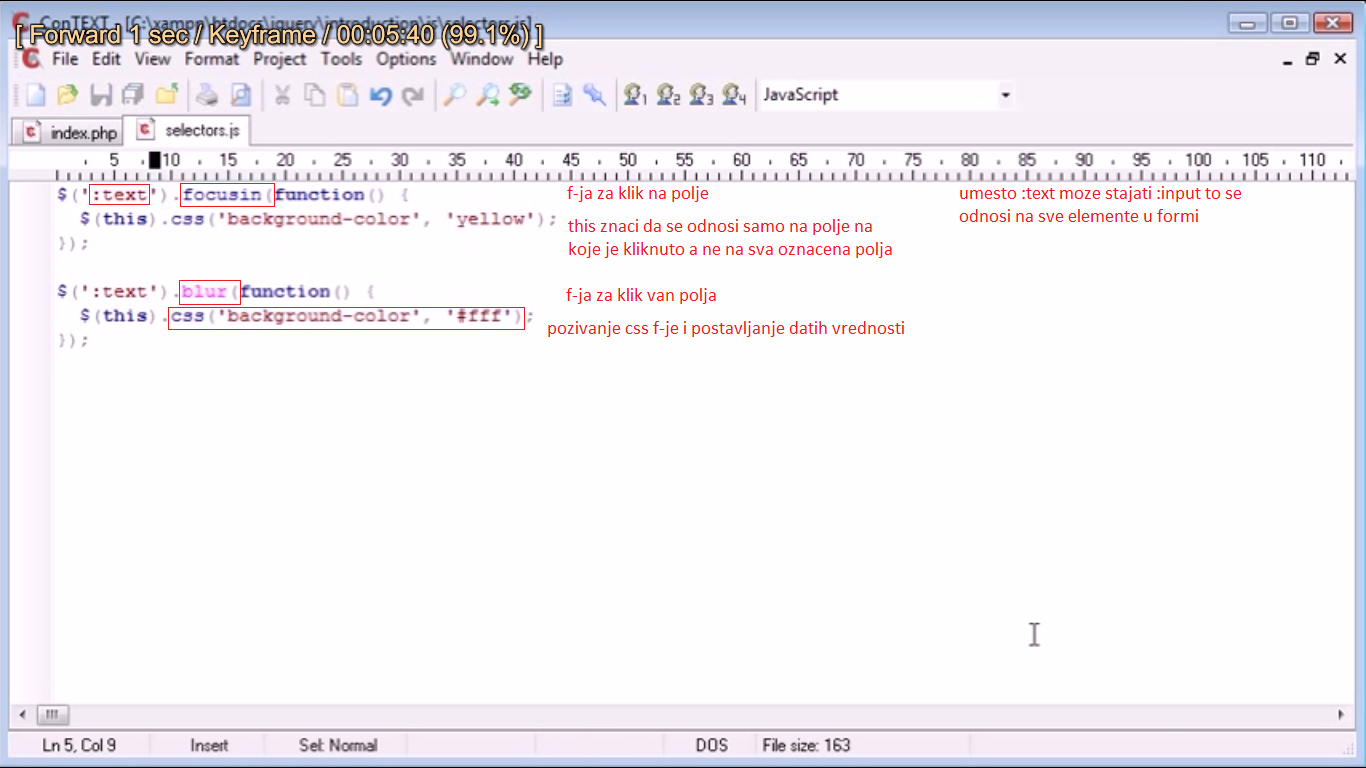 ConTEXT - [C:\xampp\htdocs\jquery\introduction\js\selectors.js]
[ Forward 1 sec / Keyframe / 00:05:40 (99.1%) ]
File Edit View Format Project Tools Options Window Help
1 2 3 4 JavaScript
index.php selectors.js
5 10 15 20 25 30 35 40 45 50 55 60 65 70 75 80 85 90 95 100 105 110
$(':text').focusin(function() { f-ja za klik na polje umesto :text moze stajati :input to se
odnosi na sve elemente u formi
$(this).css('background-color', 'yellow'); this znaci da se odnosi samo na polje na
koje je kliknuto a ne na sva oznacena polja
});
$(':text').blur(function() { f-ja za klik van polja
$(this).css('background-color', '#fff'); pozivanje css f-je i postavljanje datih vrednosti
});
Ln 5, Col 9 Insert Sel: Normal DOS File size: 163